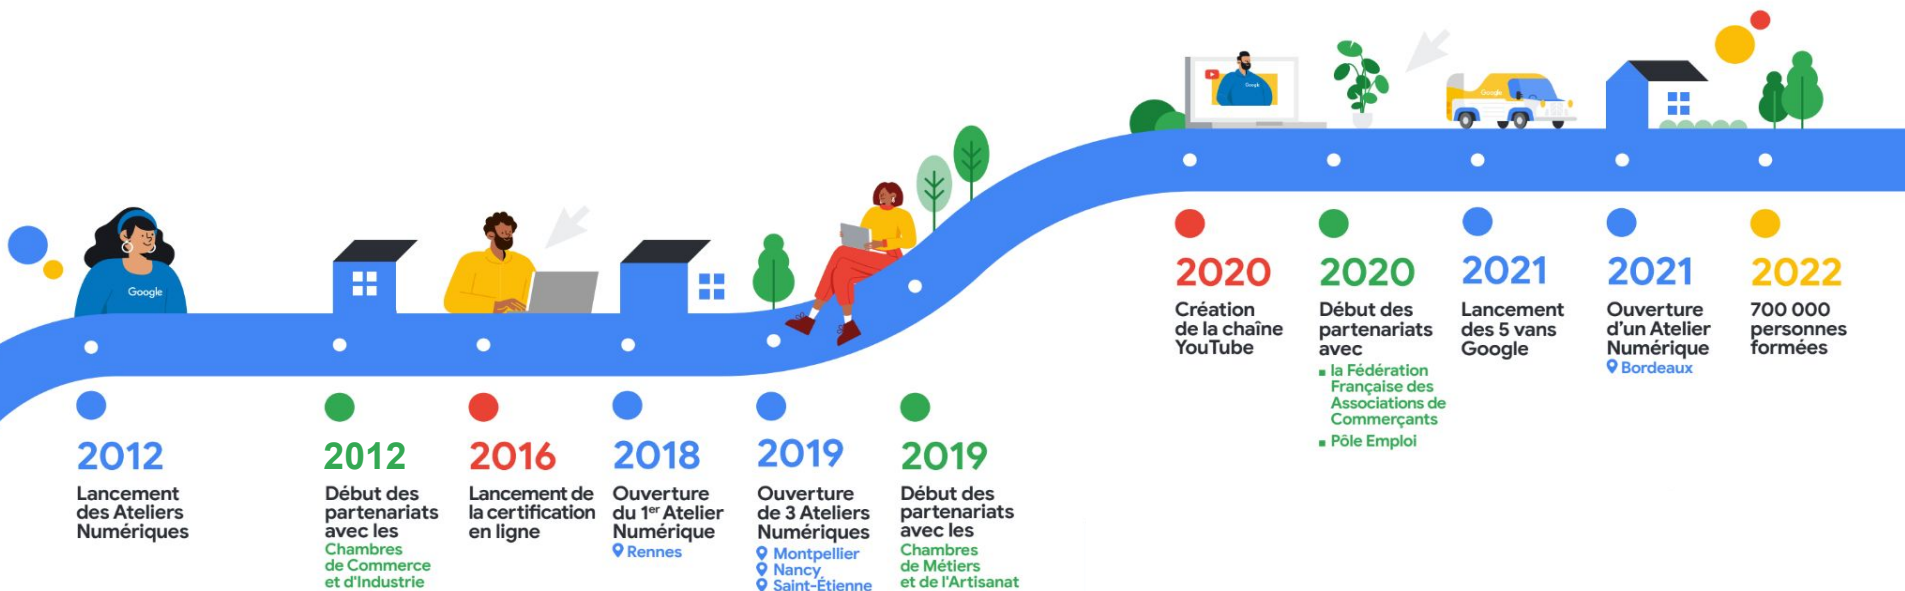 Google
2012
Lancement
des Ateliers
Numériques
2012
Début des
partenariats
avec les
Chambres
de Commerce
et d'Industrie
2016
Lancement de
la certification
en ligne
2018
Ouverture
du 1er Atelier
Numérique
Rennes
2019
Ouverture
de 3 Ateliers
Numériques
Montpellier
Nancy
Saint-Étienne
2019
Début des
partenariats
avec les
Chambres
de Métiers
et de l'Artisanat
Google
2020
Création
de la chaîne
YouTube
2020
Début des
partenariats
avec
▪ la Fédération
Française des
Associations de
Commerçants
▪ Pôle Emploi
Google
2021
Lancement
des 5 vans
Google
2021
Ouverture
d'un Atelier
Numérique
Bordeaux
2022
700 000
personnes
formées